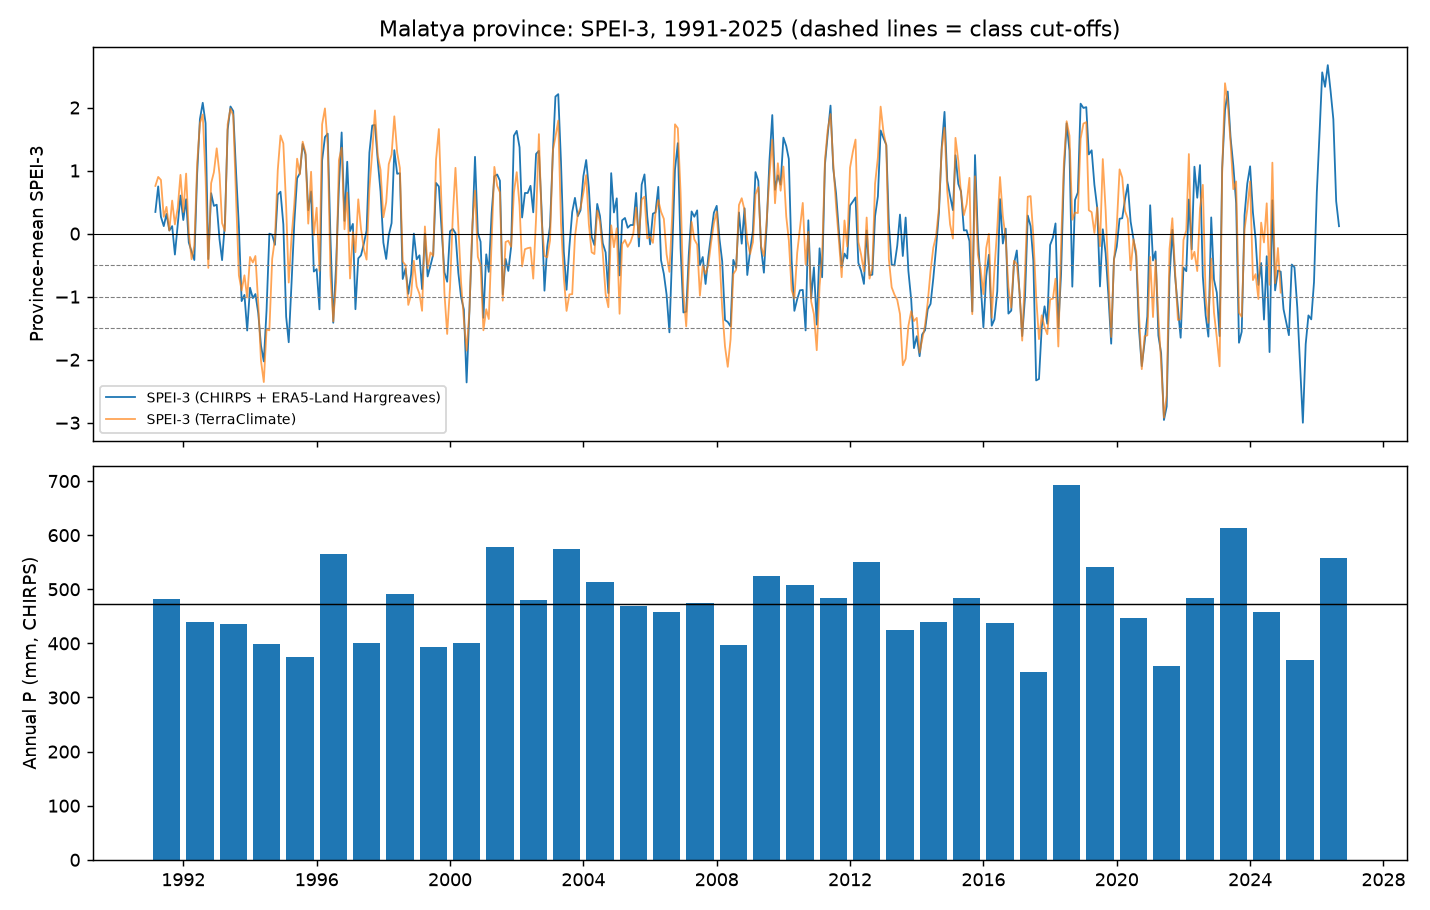 Malatya province: SPEI-3, 1991-2025 (dashed lines = class cut-offs)
Province-mean SPEI-3
2
1
0
−1
−2
−3
SPEI-3 (CHIRPS + ERA5-Land Hargreaves)
SPEI-3 (TerraClimate)
Annual P (mm, CHIRPS)
700
600
500
400
300
200
100
0
1992 1996 2000 2004 2008 2012 2016 2020 2024 2028